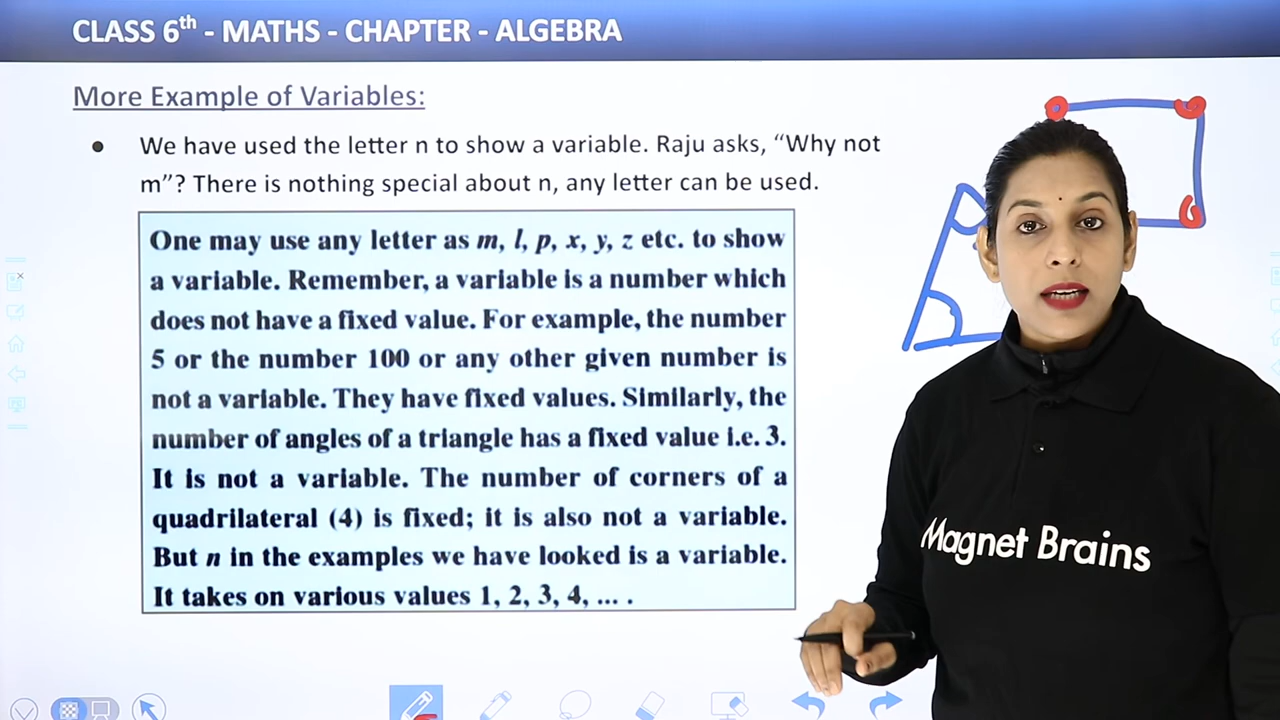 CLASS 6th - MATHS - CHAPTER - ALGEBRA
More Example of Variables:
● We have used the letter n to show a variable. Raju asks, “Why not
m”? There is nothing special about n, any letter can be used.
One may use any letter as m, l, p, x, y, z etc. to show
a variable. Remember, a variable is a number which
does not have a fixed value. For example, the number
5 or the number 100 or any other given number is
not a variable. They have fixed values. Similarly, the
number of angles of a triangle has a fixed value i.e. 3.
It is not a variable. The number of corners of a
quadrilateral (4) is fixed; it is also not a variable.
But n in the examples we have looked is a variable.
It takes on various values 1, 2, 3, 4, ... .
Magnet Brains